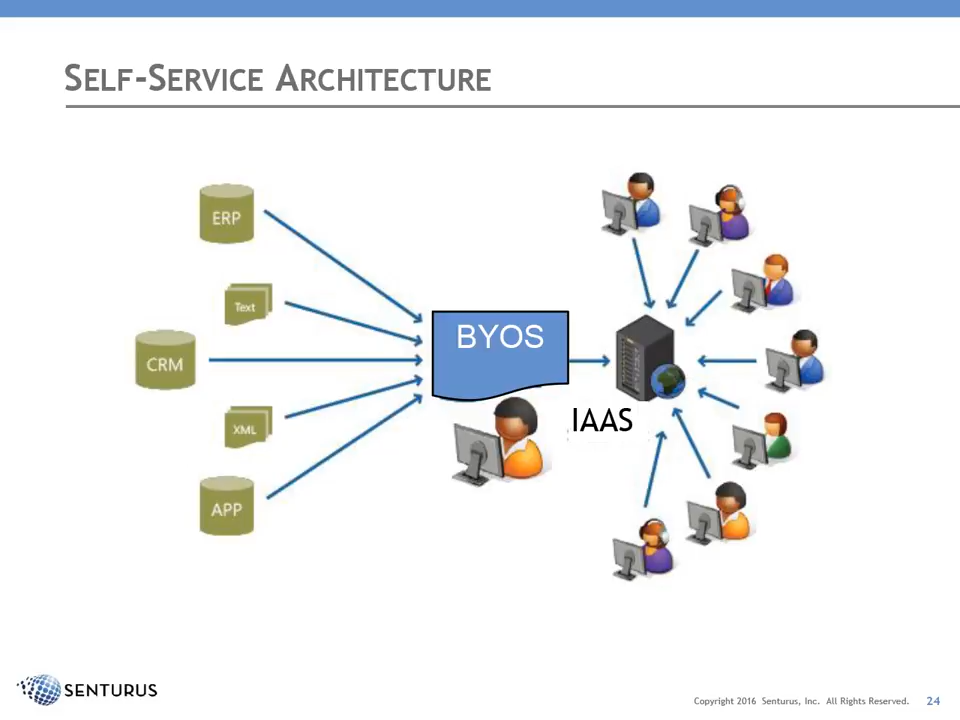 SELF-SERVICE ARCHITECTURE
ERP
Text
CRM
XML
APP
BYOS
IAAS
SENTURUS
Copyright 2016 Senturus, Inc. All Rights Reserved. 24